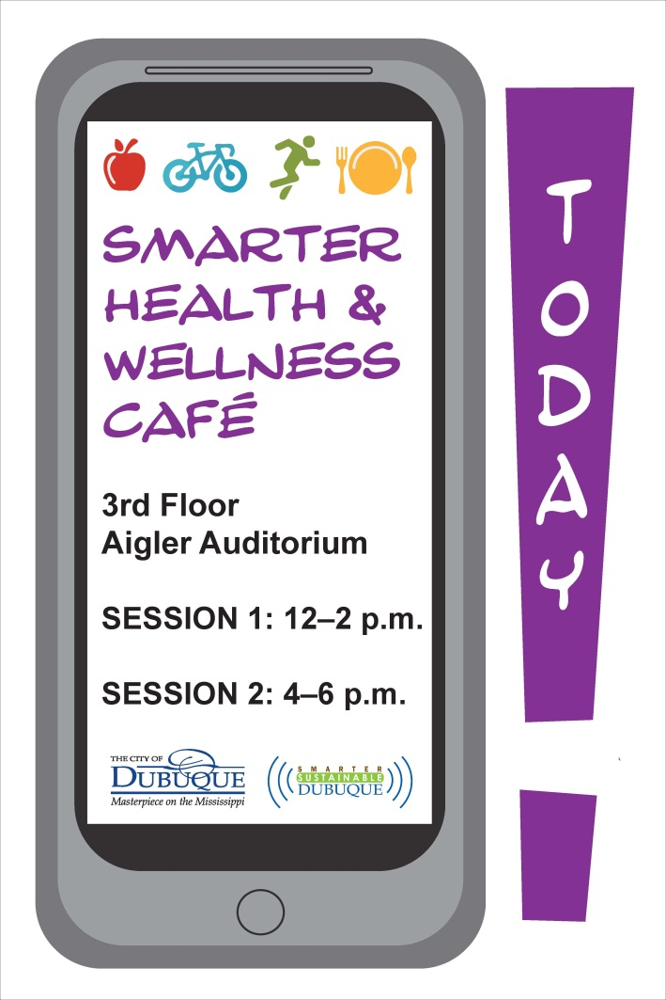 SMARTER
HEALTH &
WELLNESS
CAFÉ
3rd Floor
Aigler Auditorium
SESSION 1: 12–2 p.m.
SESSION 2: 4–6 p.m.
THE CITY OF
DUBUQUE
Masterpiece on the Mississippi
SMARTER
SUSTAINABLE
DUBUQUE
TODAY